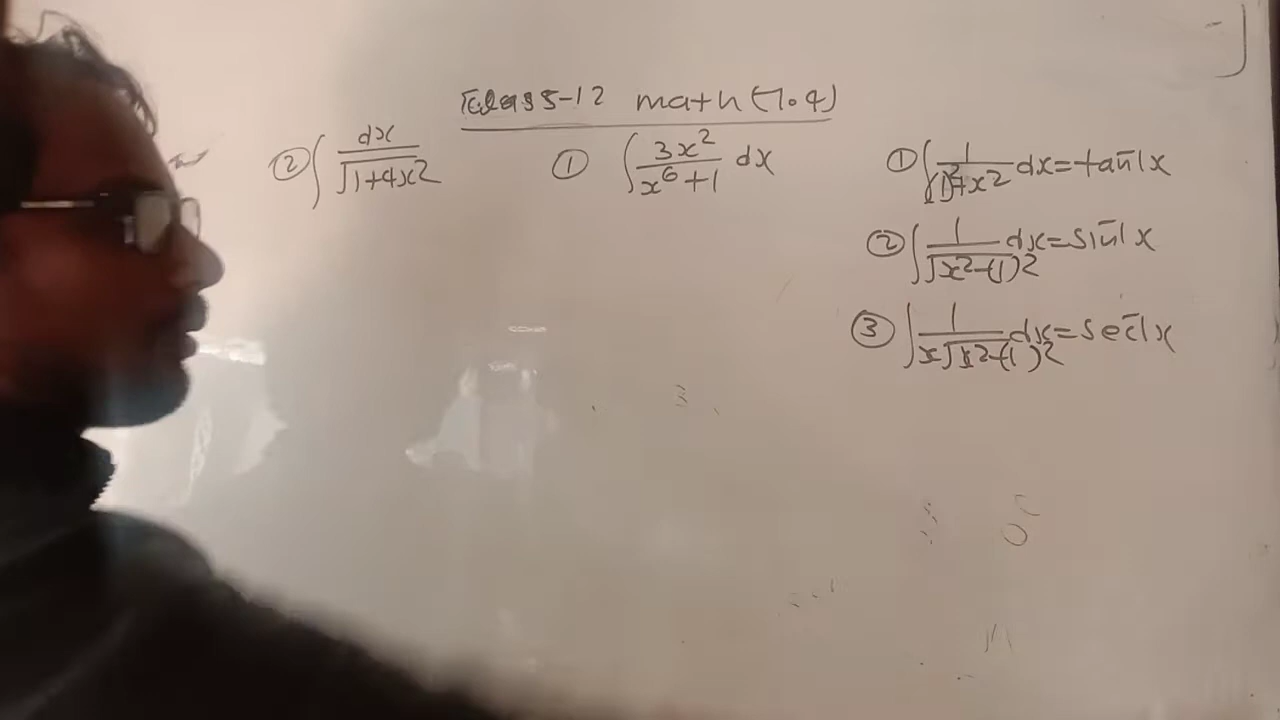 Class-12 math (7.4)
② ∫ dx/√1+4x² ① ∫ 3x²/x⁶+1 dx
① ∫ 1/(1)²+x² dx=tan⁻1x
② ∫ 1/√x²-(1)² dx=sin⁻1x
③ ∫ 1/x√x²-(1)² dx=sec⁻1x